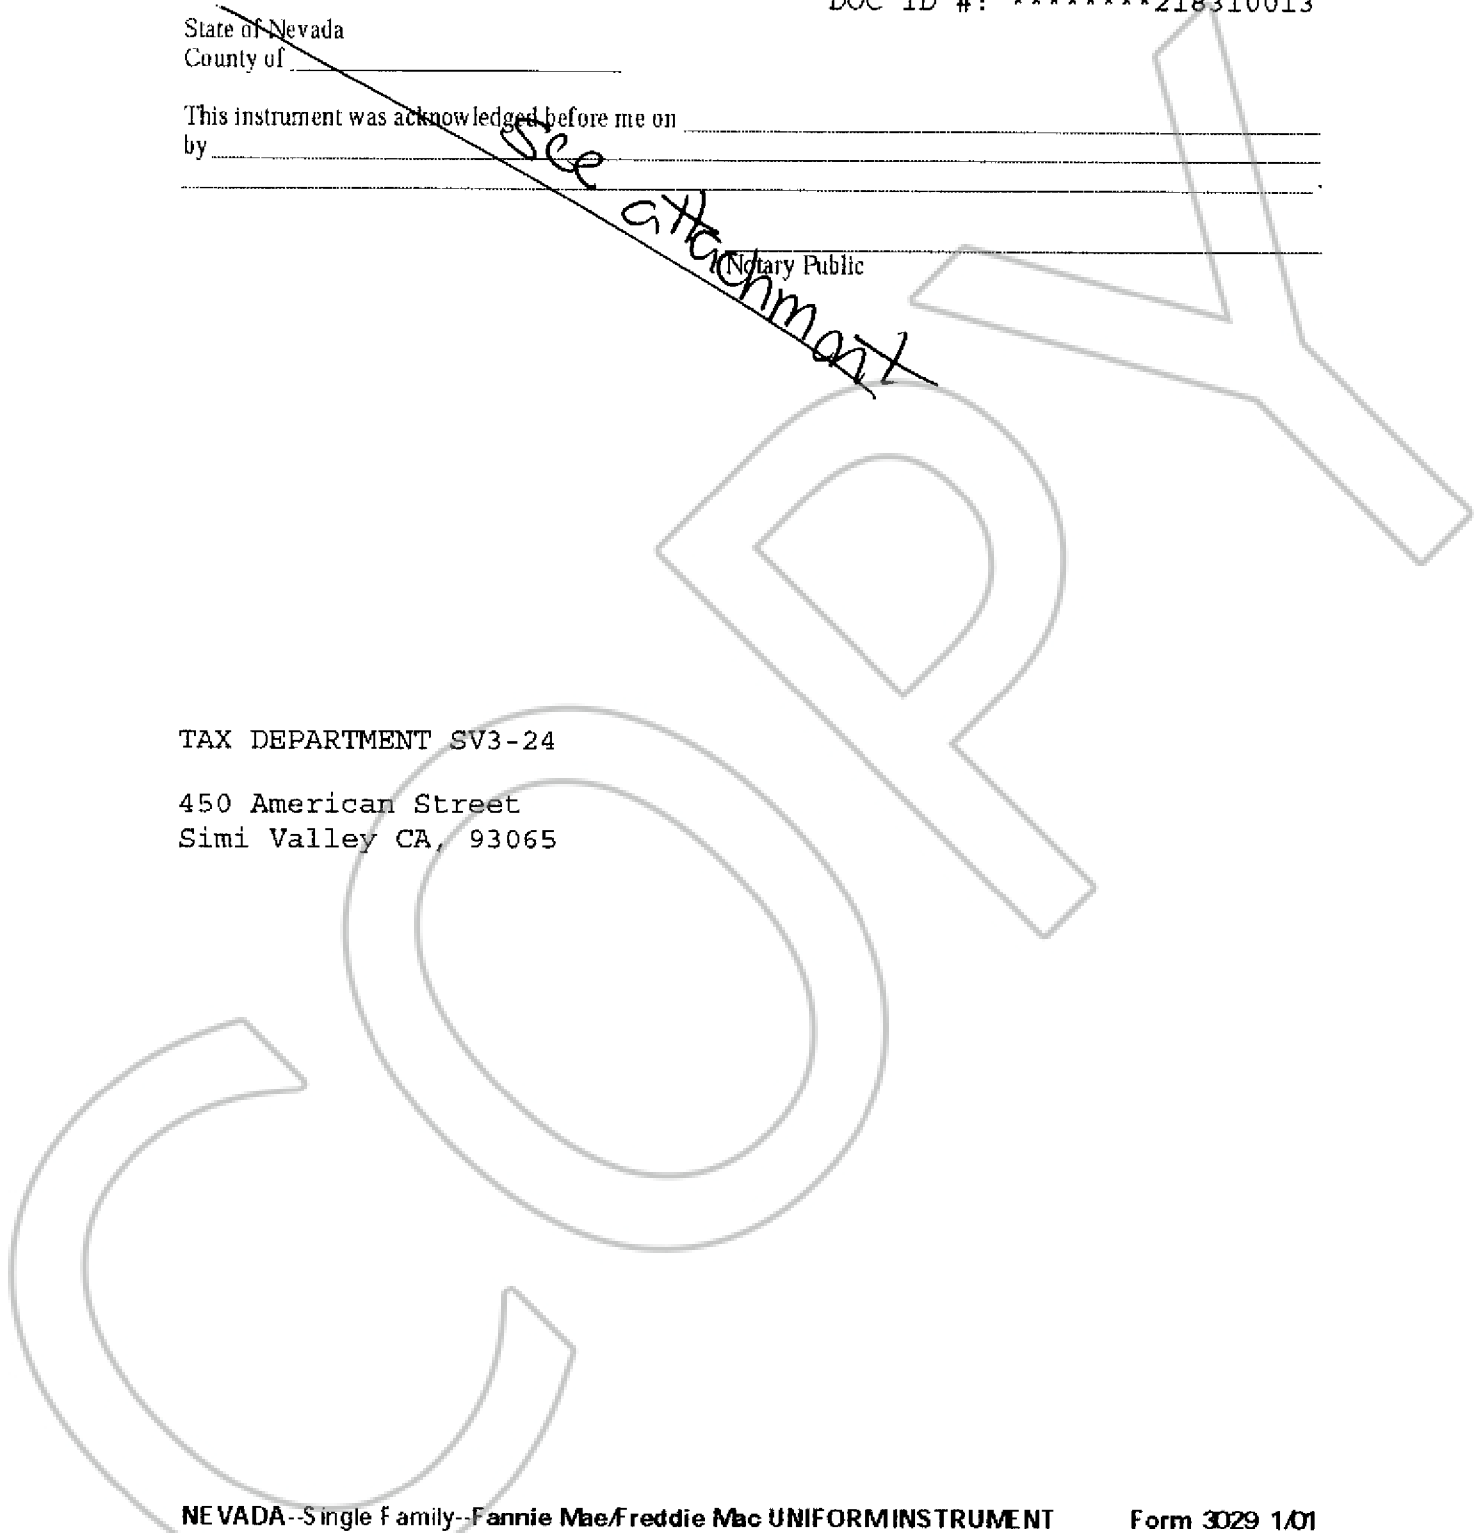 DOC ID #: ********218310013
State of Nevada
County of
This instrument was acknowledged before me on
by
see attachment
Notary Public
TAX DEPARTMENT SV3-24
450 American Street
Simi Valley CA, 93065
COPY
NEVADA--Single Family--Fannie Mae/Freddie Mac UNIFORM INSTRUMENT Form 3029 1/01